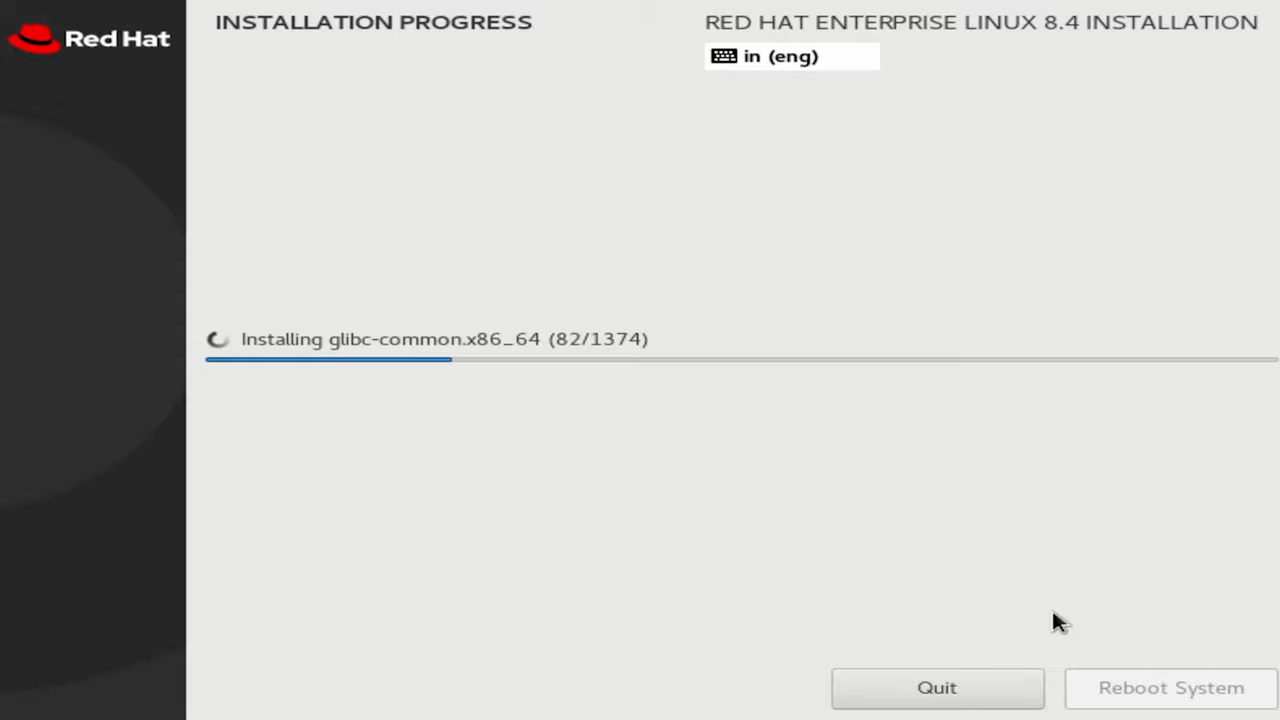 Red Hat
INSTALLATION PROGRESS
RED HAT ENTERPRISE LINUX 8.4 INSTALLATION
in (eng)
Installing glibc-common.x86_64 (82/1374)
Quit
Reboot System